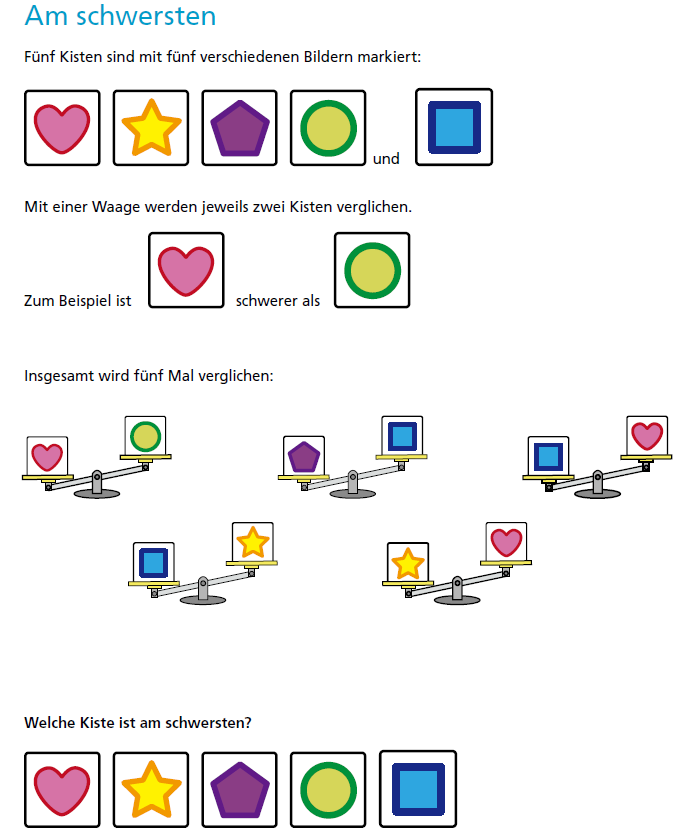 Am schwersten
Fünf Kisten sind mit fünf verschiedenen Bildern markiert:
und
Mit einer Waage werden jeweils zwei Kisten verglichen.
Zum Beispiel ist schwerer als
Insgesamt wird fünf Mal verglichen:
Welche Kiste ist am schwersten?